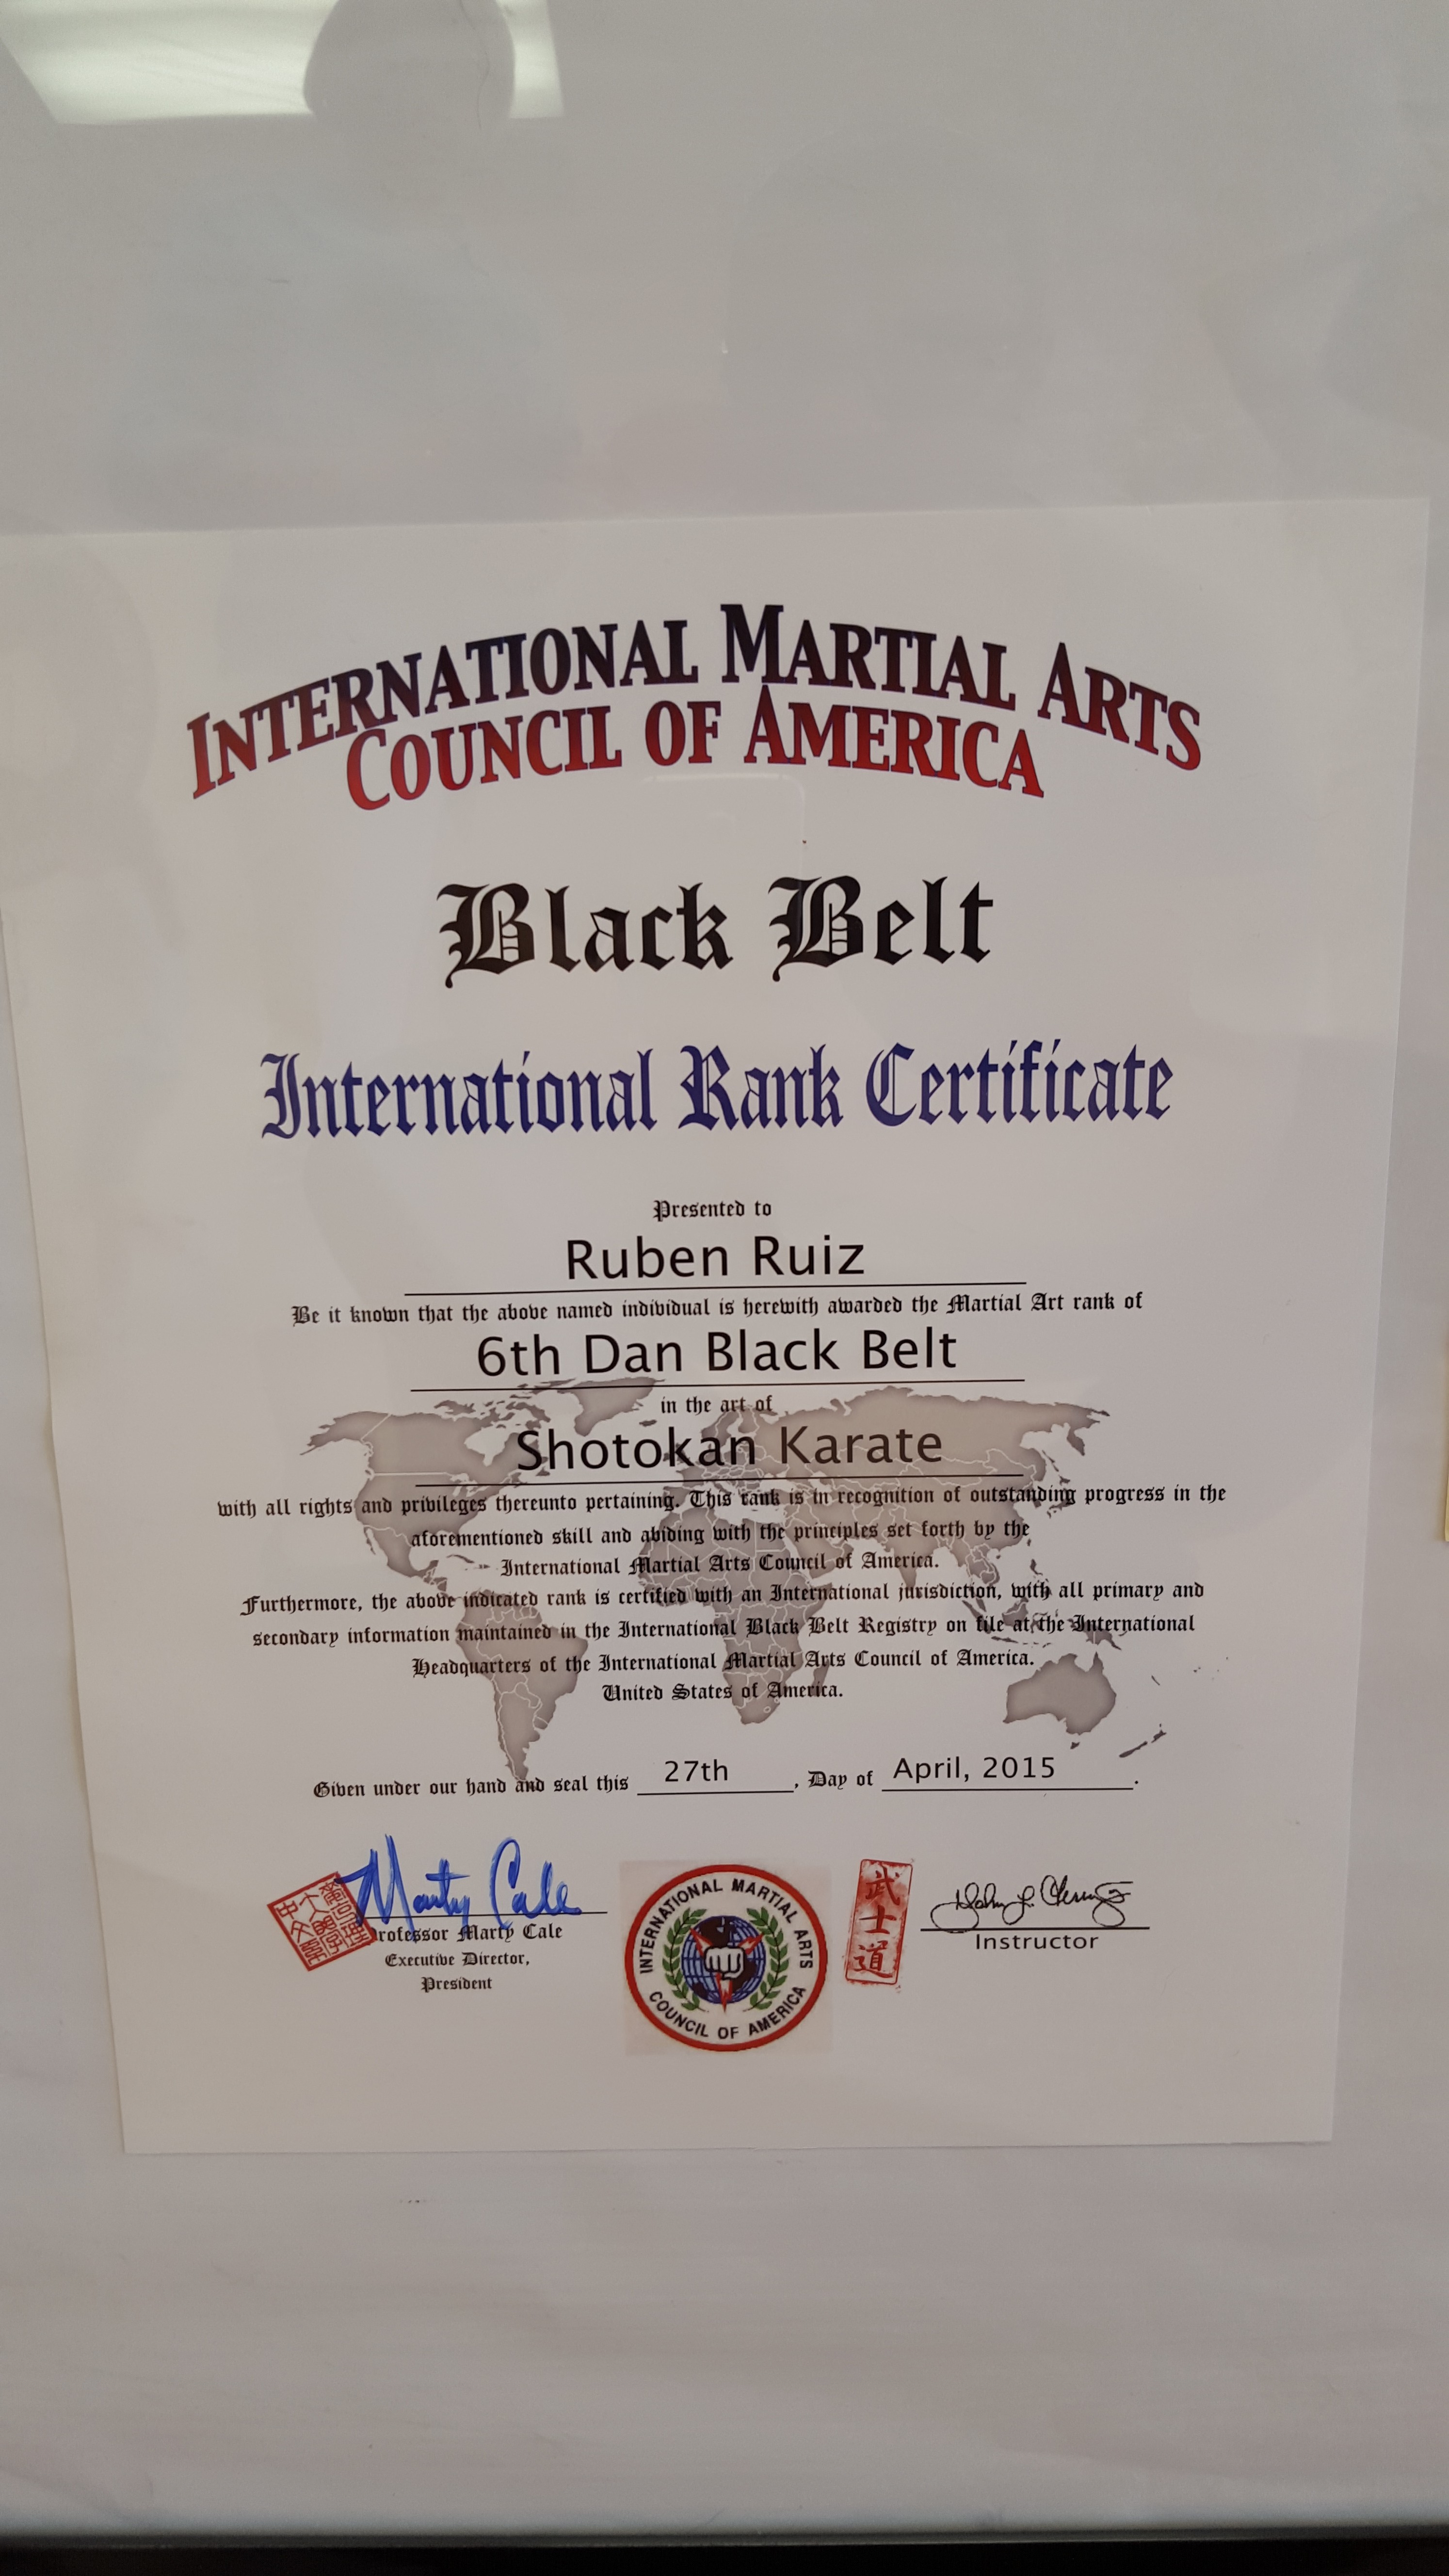 INTERNATIONAL MARTIAL ARTS
COUNCIL OF AMERICA
Black Belt
International Rank Certificate
Presented to
Ruben Ruiz
Be it known that the above named individual is herewith awarded the Martial Art rank of
6th Dan Black Belt
in the art of
Shotokan Karate
with all rights and privileges thereunto pertaining. This rank is in recognition of outstanding progress in the
aforementioned skill and abiding with the principles set forth by the
International Martial Arts Council of America.
Furthermore, the above indicated rank is certified with an International jurisdiction, with all primary and
secondary information maintained in the International Black Belt Registry on file at the International
Headquarters of the International Martial Arts Council of America.
United States of America.
Given under our hand and seal this 27th, Day of April, 2015.
Marty Cale
Professor Marty Cale
Executive Director,
President
INTERNATIONAL MARTIAL ARTS
COUNCIL OF AMERICA
武士道
Instructor